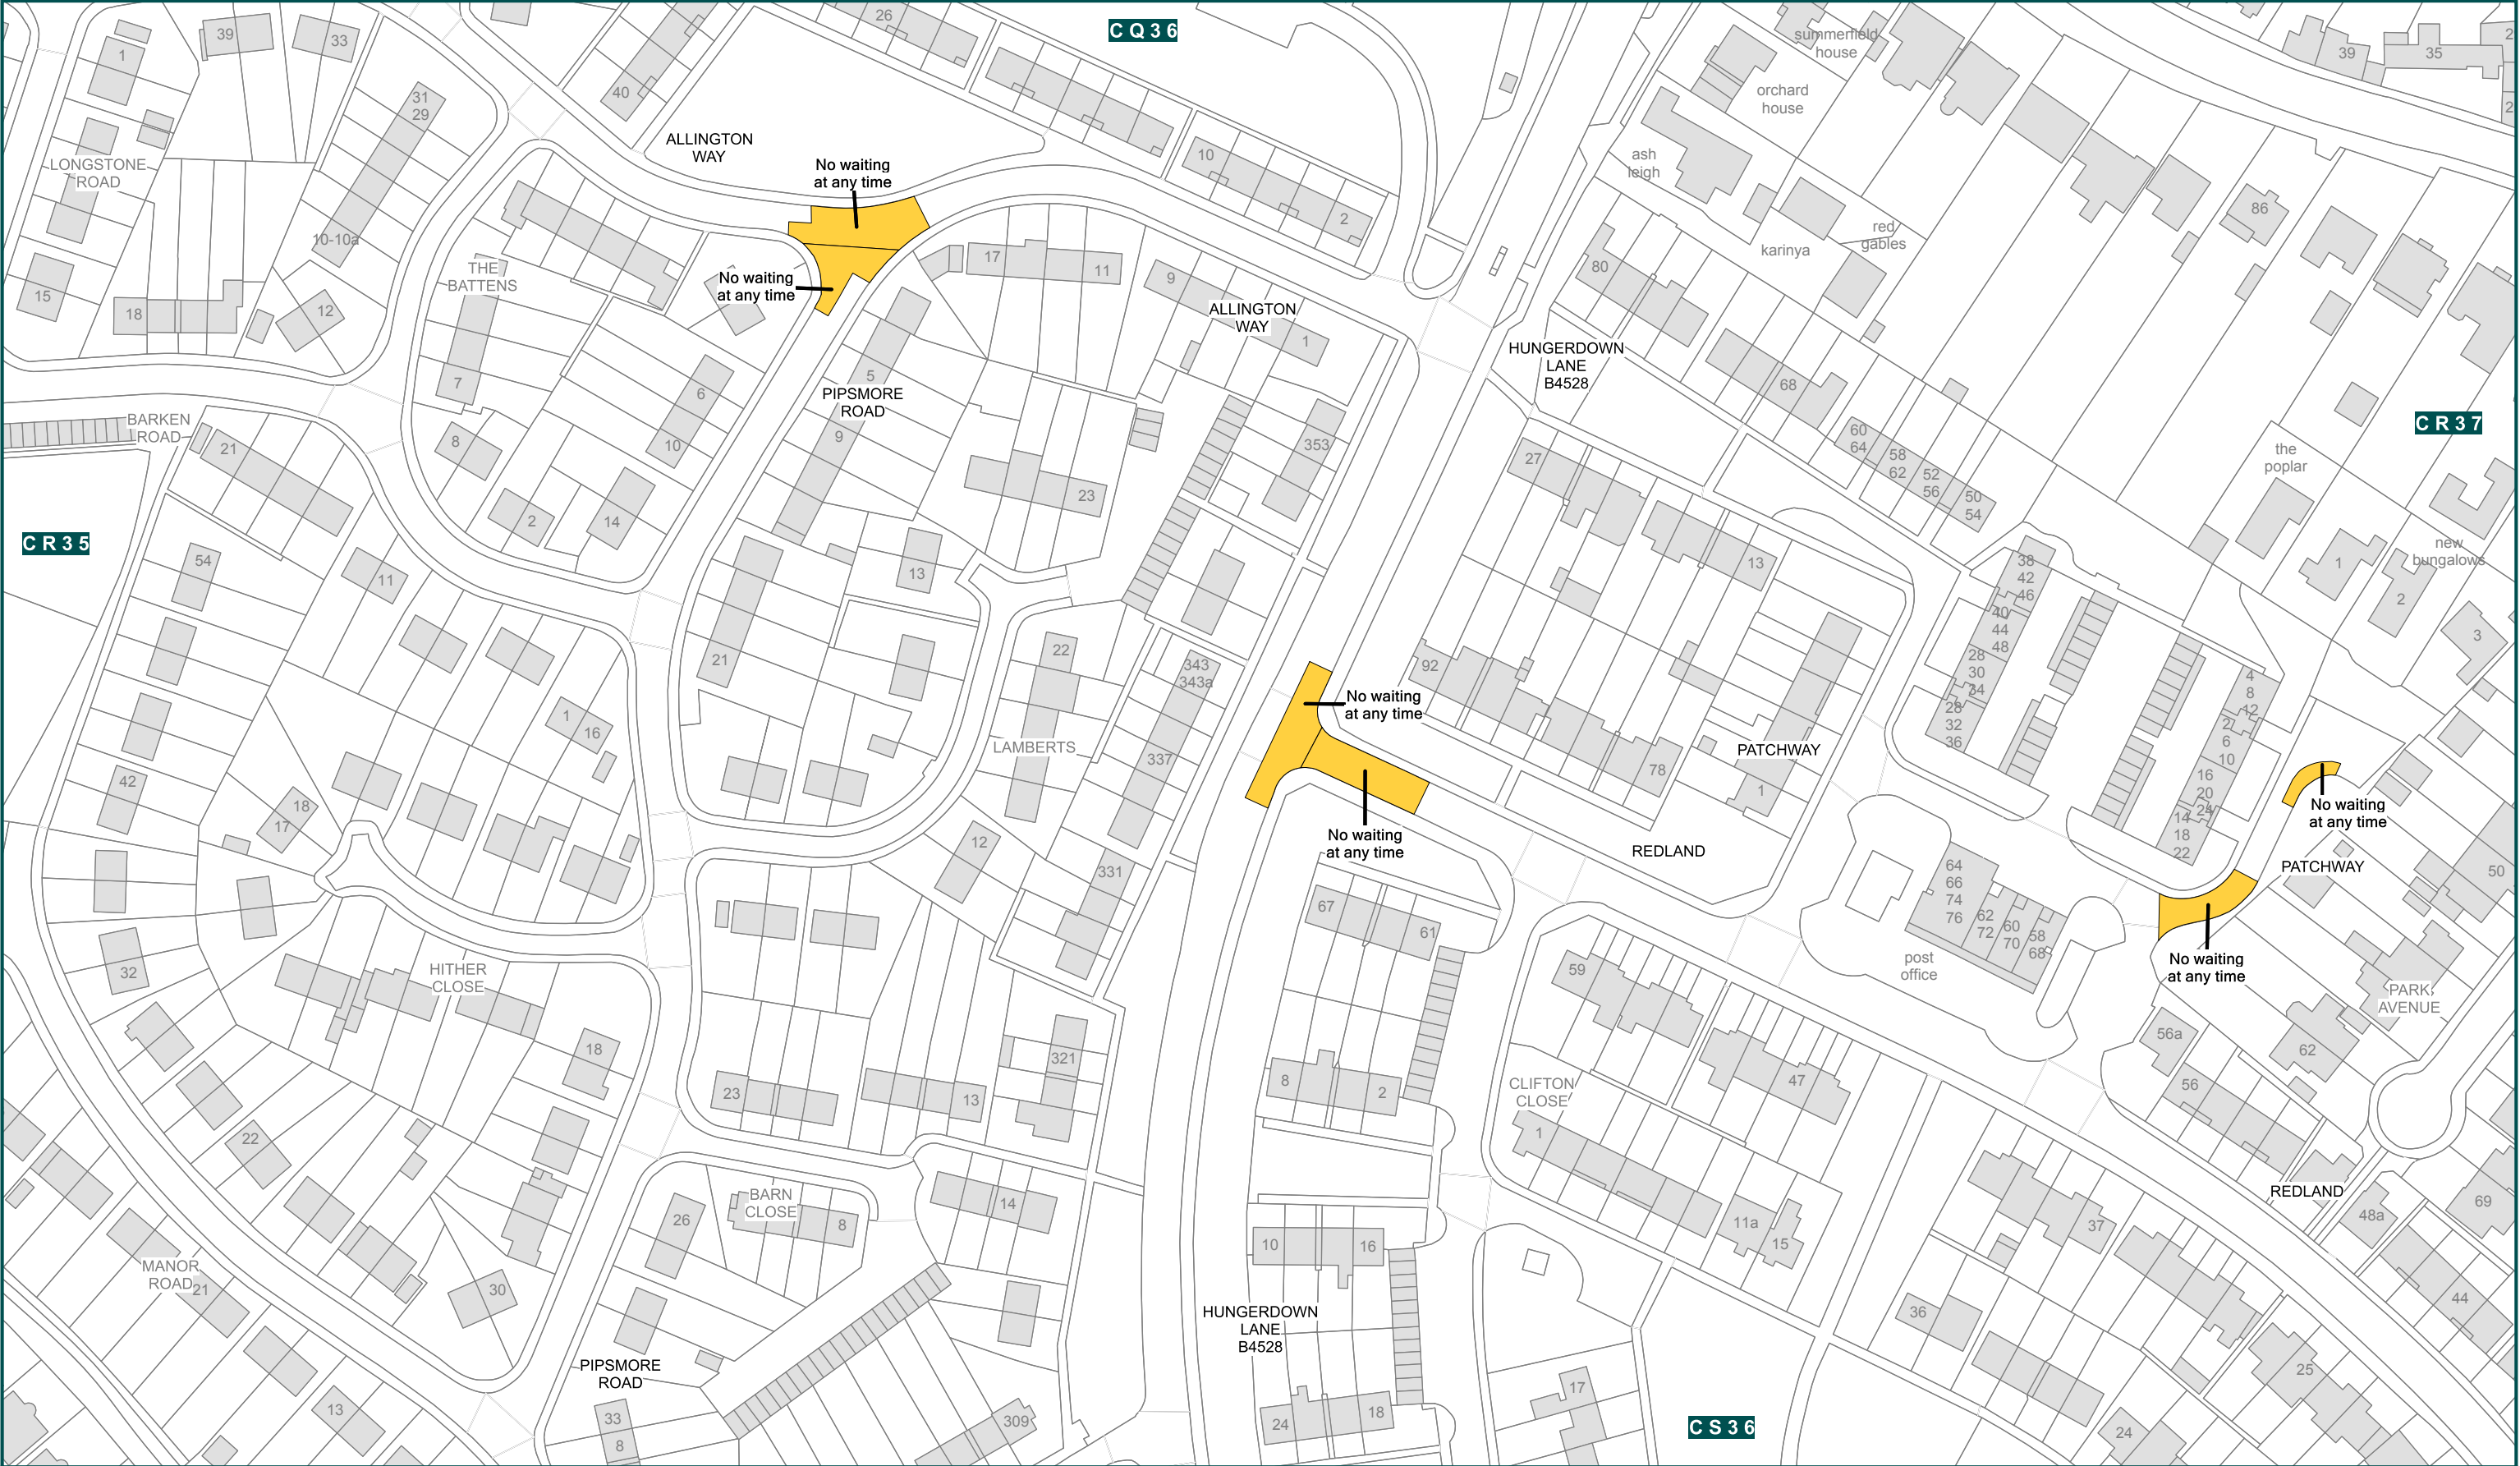 26
CQ36
39
33
1
40
31
29
summerfield
house
orchard
house
39
35
ALLINGTON
WAY
LONGSTONE
ROAD
No waiting
at any time
10
2
ash
leigh
86
red
gables
karinya
10-10a
THE
BATTENS
15
18
12
No waiting
at any time
17
11
9
80
ALLINGTON
WAY
1
HUNGERDOWN
LANE
B4528
7
5
6
PIPSMORE
ROAD
9
68
CR37
BARKEN
ROAD
21
8
10
353
60
64
58
62
52
56
50
54
27
the
poplar
23
2
14
CR35
54
11
13
13
38
42
46
40
44
48
28
30
34
28
32
36
1
new
bungalows
2
3
22
21
343
343a
92
4
8
12
2
6
10
16
20
24
14
18
22
No waiting
at any time
1
16
LAMBERTS
337
PATCHWAY
78
1
42
18
17
12
No waiting
at any time
REDLAND
No waiting
at any time
PATCHWAY
331
64
66
74
76
62
72
60
70
58
68
50
67
61
32
HITHER
CLOSE
59
post
office
No waiting
at any time
PARK
AVENUE
18
321
56a
62
22
23
13
8
2
CLIFTON
CLOSE
47
56
1
BARN
CLOSE
26
8
14
11a
15
37
REDLAND
48a
69
MANOR
ROAD
21
30
10
16
HUNGERDOWN
LANE
B4528
36
44
PIPSMORE
ROAD
25
17
13
33
8
309
24
18
CS36
24